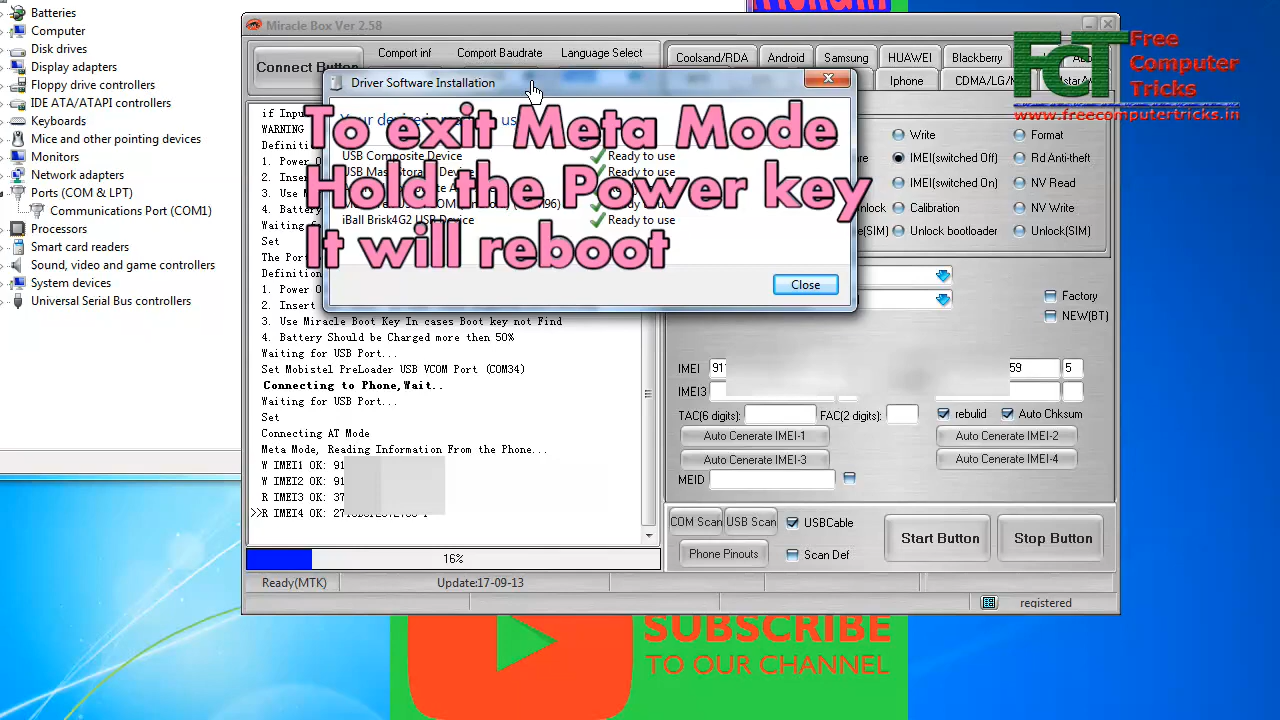 Batteries
Computer
Disk drives
Display adapters
Floppy drive controllers
IDE ATA/ATAPI controllers
Keyboards
Mice and other pointing devices
Monitors
Network adapters
Ports (COM & LPT)
Communications Port (COM1)
Processors
Smart card readers
Sound, video and game controllers
System devices
Universal Serial Bus controllers
Miracle Box Ver 2.58
Comport Baudrate Language Select
Connect Button
Coolsand/RDA Android Samsung HUAWEI Blackberry
Iphone CDMA/LG/
Free
Computer
Tricks
FCT
www.freecomputertricks.in
Driver Software Installation
To exit Meta Mode
Hold the Power key
It will reboot
USB Composite Device Ready to use
Ready to use
iBall Brisk4G2 USB Device Ready to use
Close
if Input
WARNING
Definition
1. Power O
2. Insert
3. Use M
4. Batter
Waiting f
Set
The Por
Definition
1. Power O
2. Insert
3. Use Miracle Boot Key In cases Boot key not Find
4. Battery Should be Charged more then 50%
Waiting for USB Port...
Set Mobistel PreLoader USB VCOM Port (COM34)
Connecting to Phone,Wait..
Waiting for USB Port...
Set
Connecting AT Mode
Meta Mode, Reading Information From the Phone...
W IMEI1 OK: 91
W IMEI2 OK: 91
R IMEI3 OK: 37
>>R IMEI4 OK:
16%
Write Format
IMEI(switched Off) Rd Anti-theft
IMEI(switched On) NV Read
lock Calibration NV Write
(SIM) Unlock bootloader Unlock(SIM)
Factory
NEW(BT)
IMEI 91 59 5
IMEI3
TAC(6 digits): FAC(2 digits): rebulid Auto Chksum
Auto Cenerate IMEI-1 Auto Cenerate IMEI-2
Auto Cenerate IMEI-3 Auto Cenerate IMEI-4
MEID
COM Scan USB Scan USBCable
Phone Pinouts Scan Def
Start Button Stop Button
Ready(MTK) Update:17-09-13
registered
SUBSCRIBE
TO OUR CHANNEL